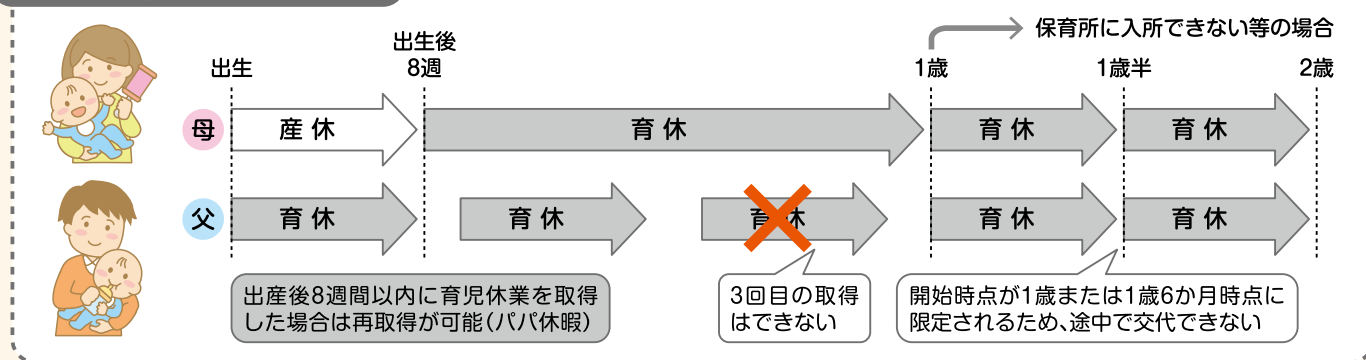 保育所に入所できない等の場合
出生
出生後
8週
1歳
1歳半
2歳
母
産休
育休
育休
育休
父
育休
育休
育休
育休
育休
出産後8週間以内に育児休業を取得
した場合は再取得が可能（パパ休暇）
3回目の取得
はできない
開始時点が1歳または1歳6か月時点に
限定されるため、途中で交代できない